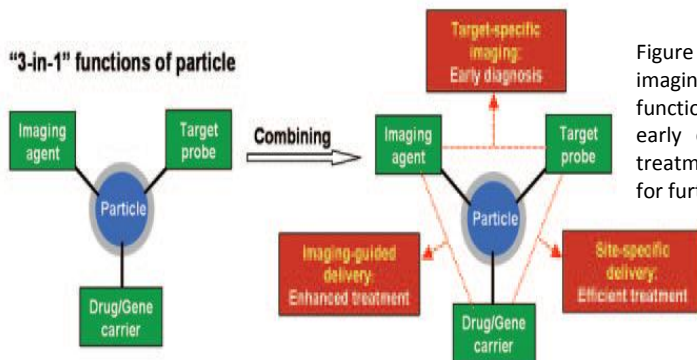 "3-in-1" functions of particle
Imaging
agent
Target
probe
Particle
Drug/Gene
carrier
Combining
Target-specific
imaging:
Early diagnosis
Imaging
agent
Target
probe
Particle
Imaging-guided
delivery:
Enhanced treatment
Site-specific
delivery:
Efficient treatment
Drug/Gene
carrier
Figure
imagin
functio
early
treatm
for furt